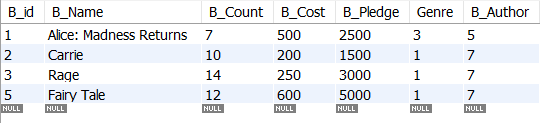 B_id B_Name B_Count B_Cost B_Pledge Genre B_Author
1 Alice: Madness Returns 7 500 2500 3 5
2 Carrie 10 200 1500 1 7
3 Rage 14 250 3000 1 7
5 Fairy Tale 12 600 5000 1 7
NULL NULL NULL NULL NULL NULL NULL